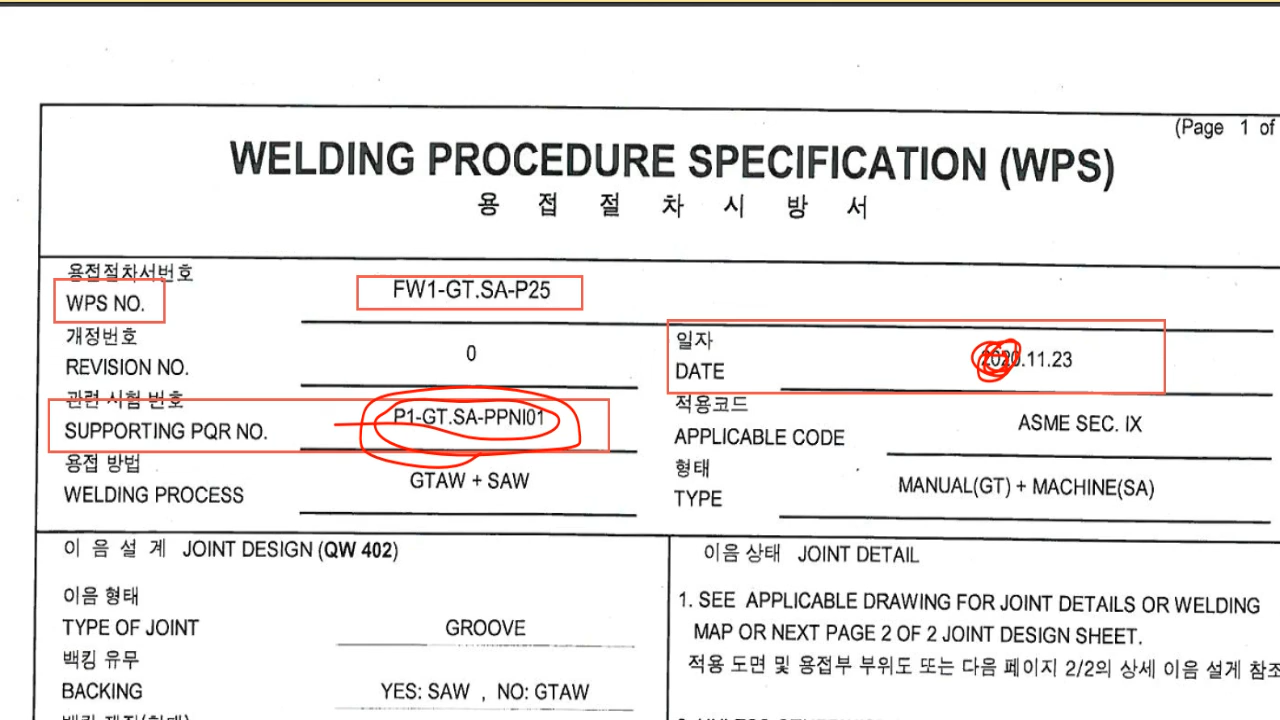 (Page 1 of
WELDING PROCEDURE SPECIFICATION (WPS)
용 접 절 차 시 방 서
용접절차서번호
WPS NO. FW1-GT.SA-P25
개정번호
REVISION NO. 0
일자
DATE 2020.11.23
관련 시험 번호
SUPPORTING PQR NO. P1-GT.SA-PPNI01
적용코드
APPLICABLE CODE ASME SEC. IX
용접 방법
WELDING PROCESS GTAW + SAW
형태
TYPE MANUAL(GT) + MACHINE(SA)
이 음 설 계 JOINT DESIGN (QW 402)
이음 형태
TYPE OF JOINT GROOVE
백킹 유무
BACKING YES: SAW , NO: GTAW
이음 상태 JOINT DETAIL
1. SEE APPLICABLE DRAWING FOR JOINT DETAILS OR WELDING
MAP OR NEXT PAGE 2 OF 2 JOINT DESIGN SHEET.
적용 도면 및 용접부 부위도 또는 다음 페이지 2/2의 상세 이음 설계 참조